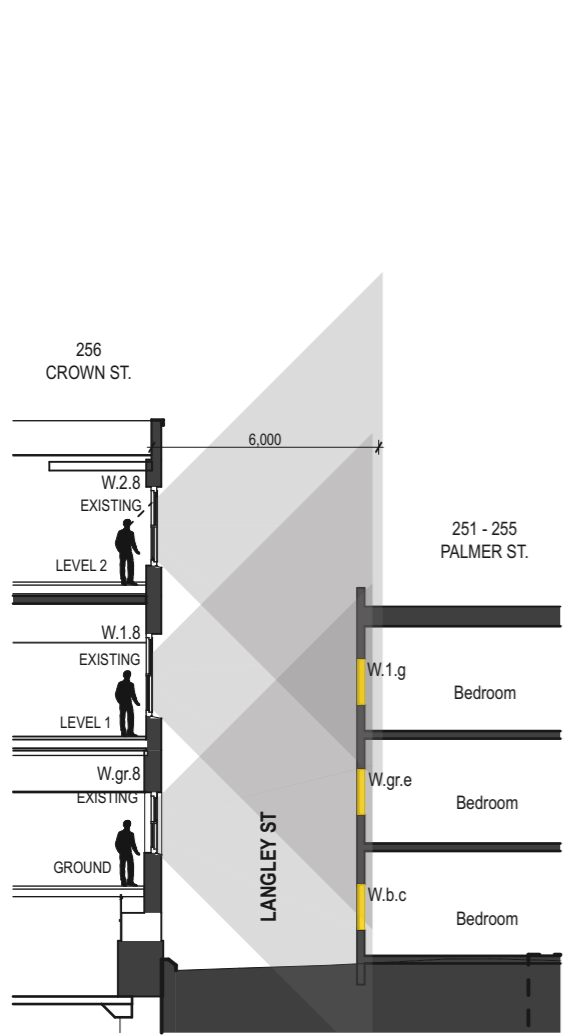 256
CROWN ST.
6,000
W.2.8
EXISTING
LEVEL 2
251 - 255
PALMER ST.
W.1.8
EXISTING
LEVEL 1
W.1.g
Bedroom
W.gr.8
EXISTING
GROUND
W.gr.e
Bedroom
LANGLEY ST
W.b.c
Bedroom